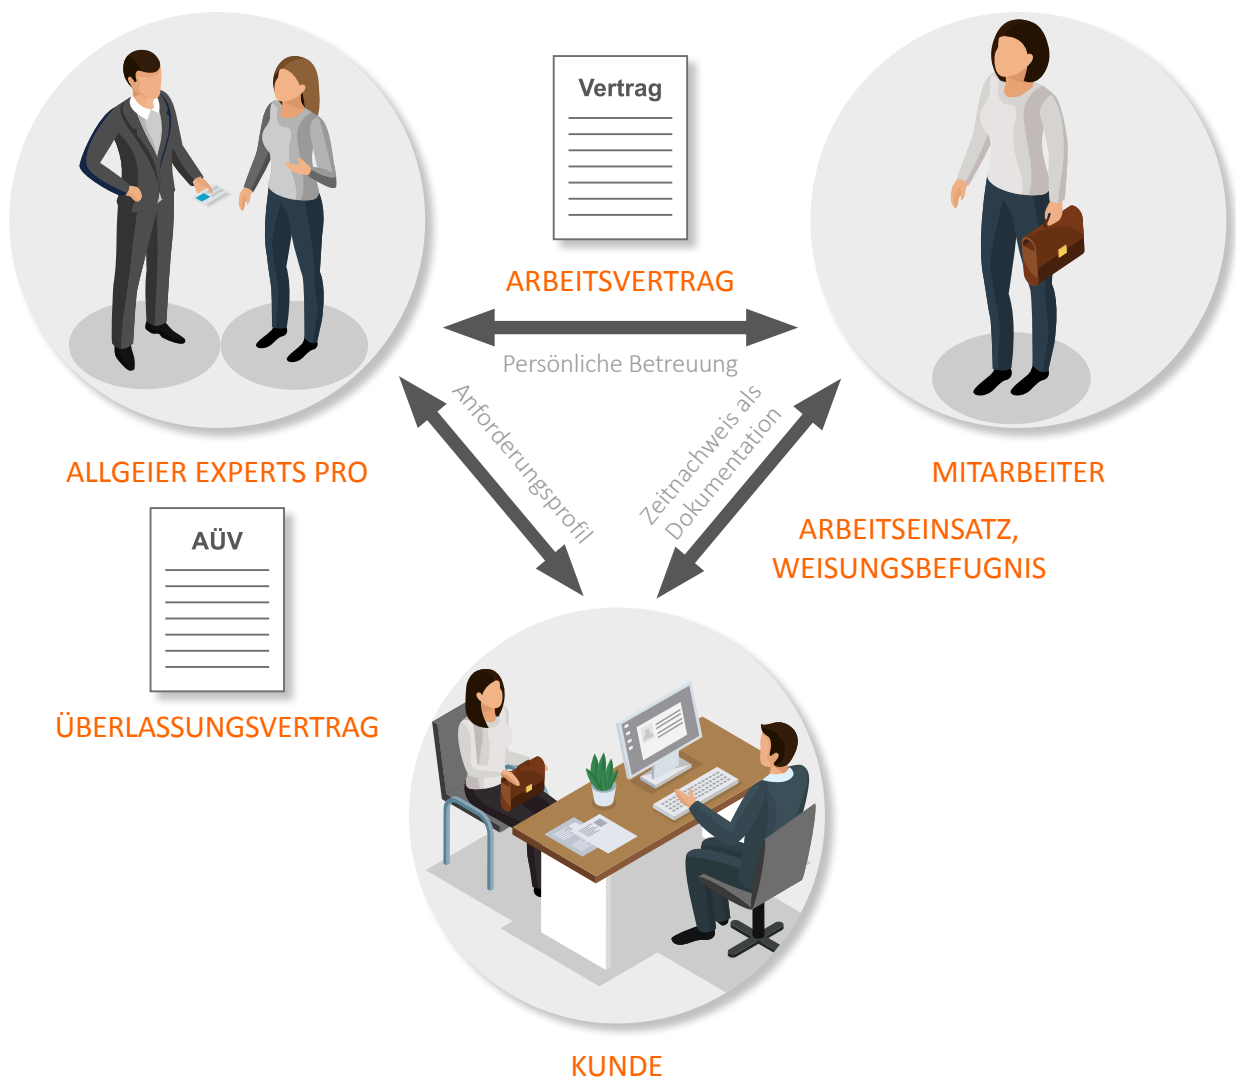 Vertrag
ARBEITSVERTRAG
Persönliche Betreuung
Anforderungsprofil
Zeitnachweis als
Dokumentation
ALLGEIER EXPERTS PRO
MITARBEITER
AÜV
ARBEITSEINSATZ,
WEISUNGSBEFUGNIS
ÜBERLASSUNGSVERTRAG
KUNDE